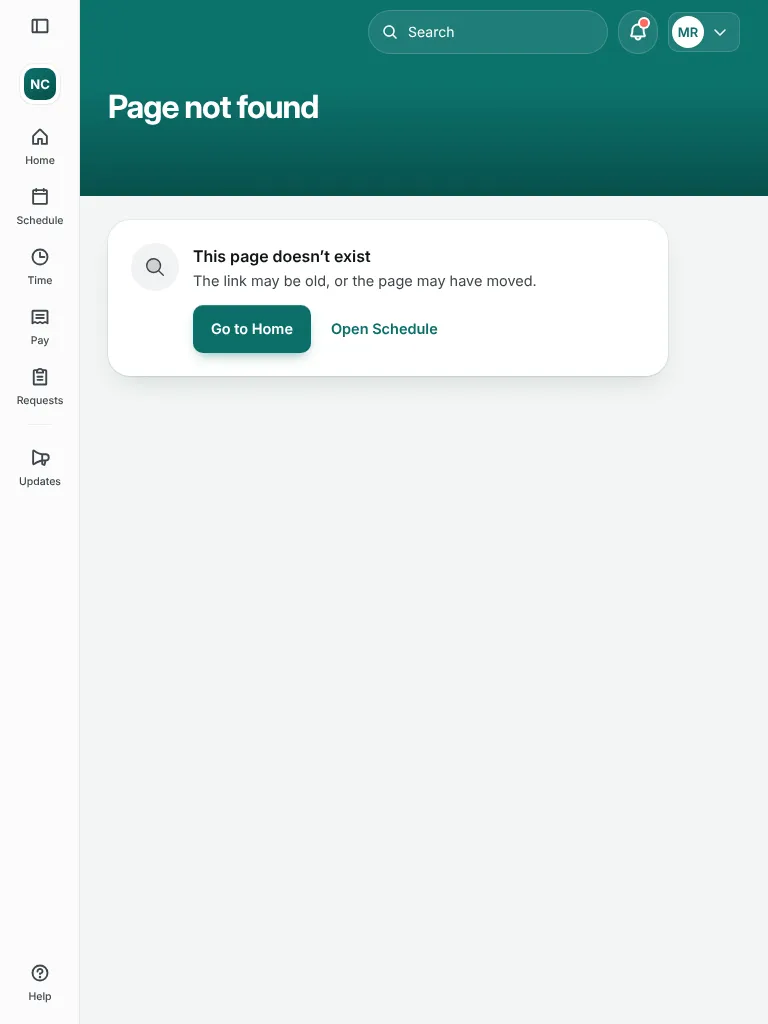 Search
MR
NC
Page not found
Home
Schedule
Time
Pay
Requests
Updates
Help
This page doesn’t exist
The link may be old, or the page may have moved.
Go to Home
Open Schedule